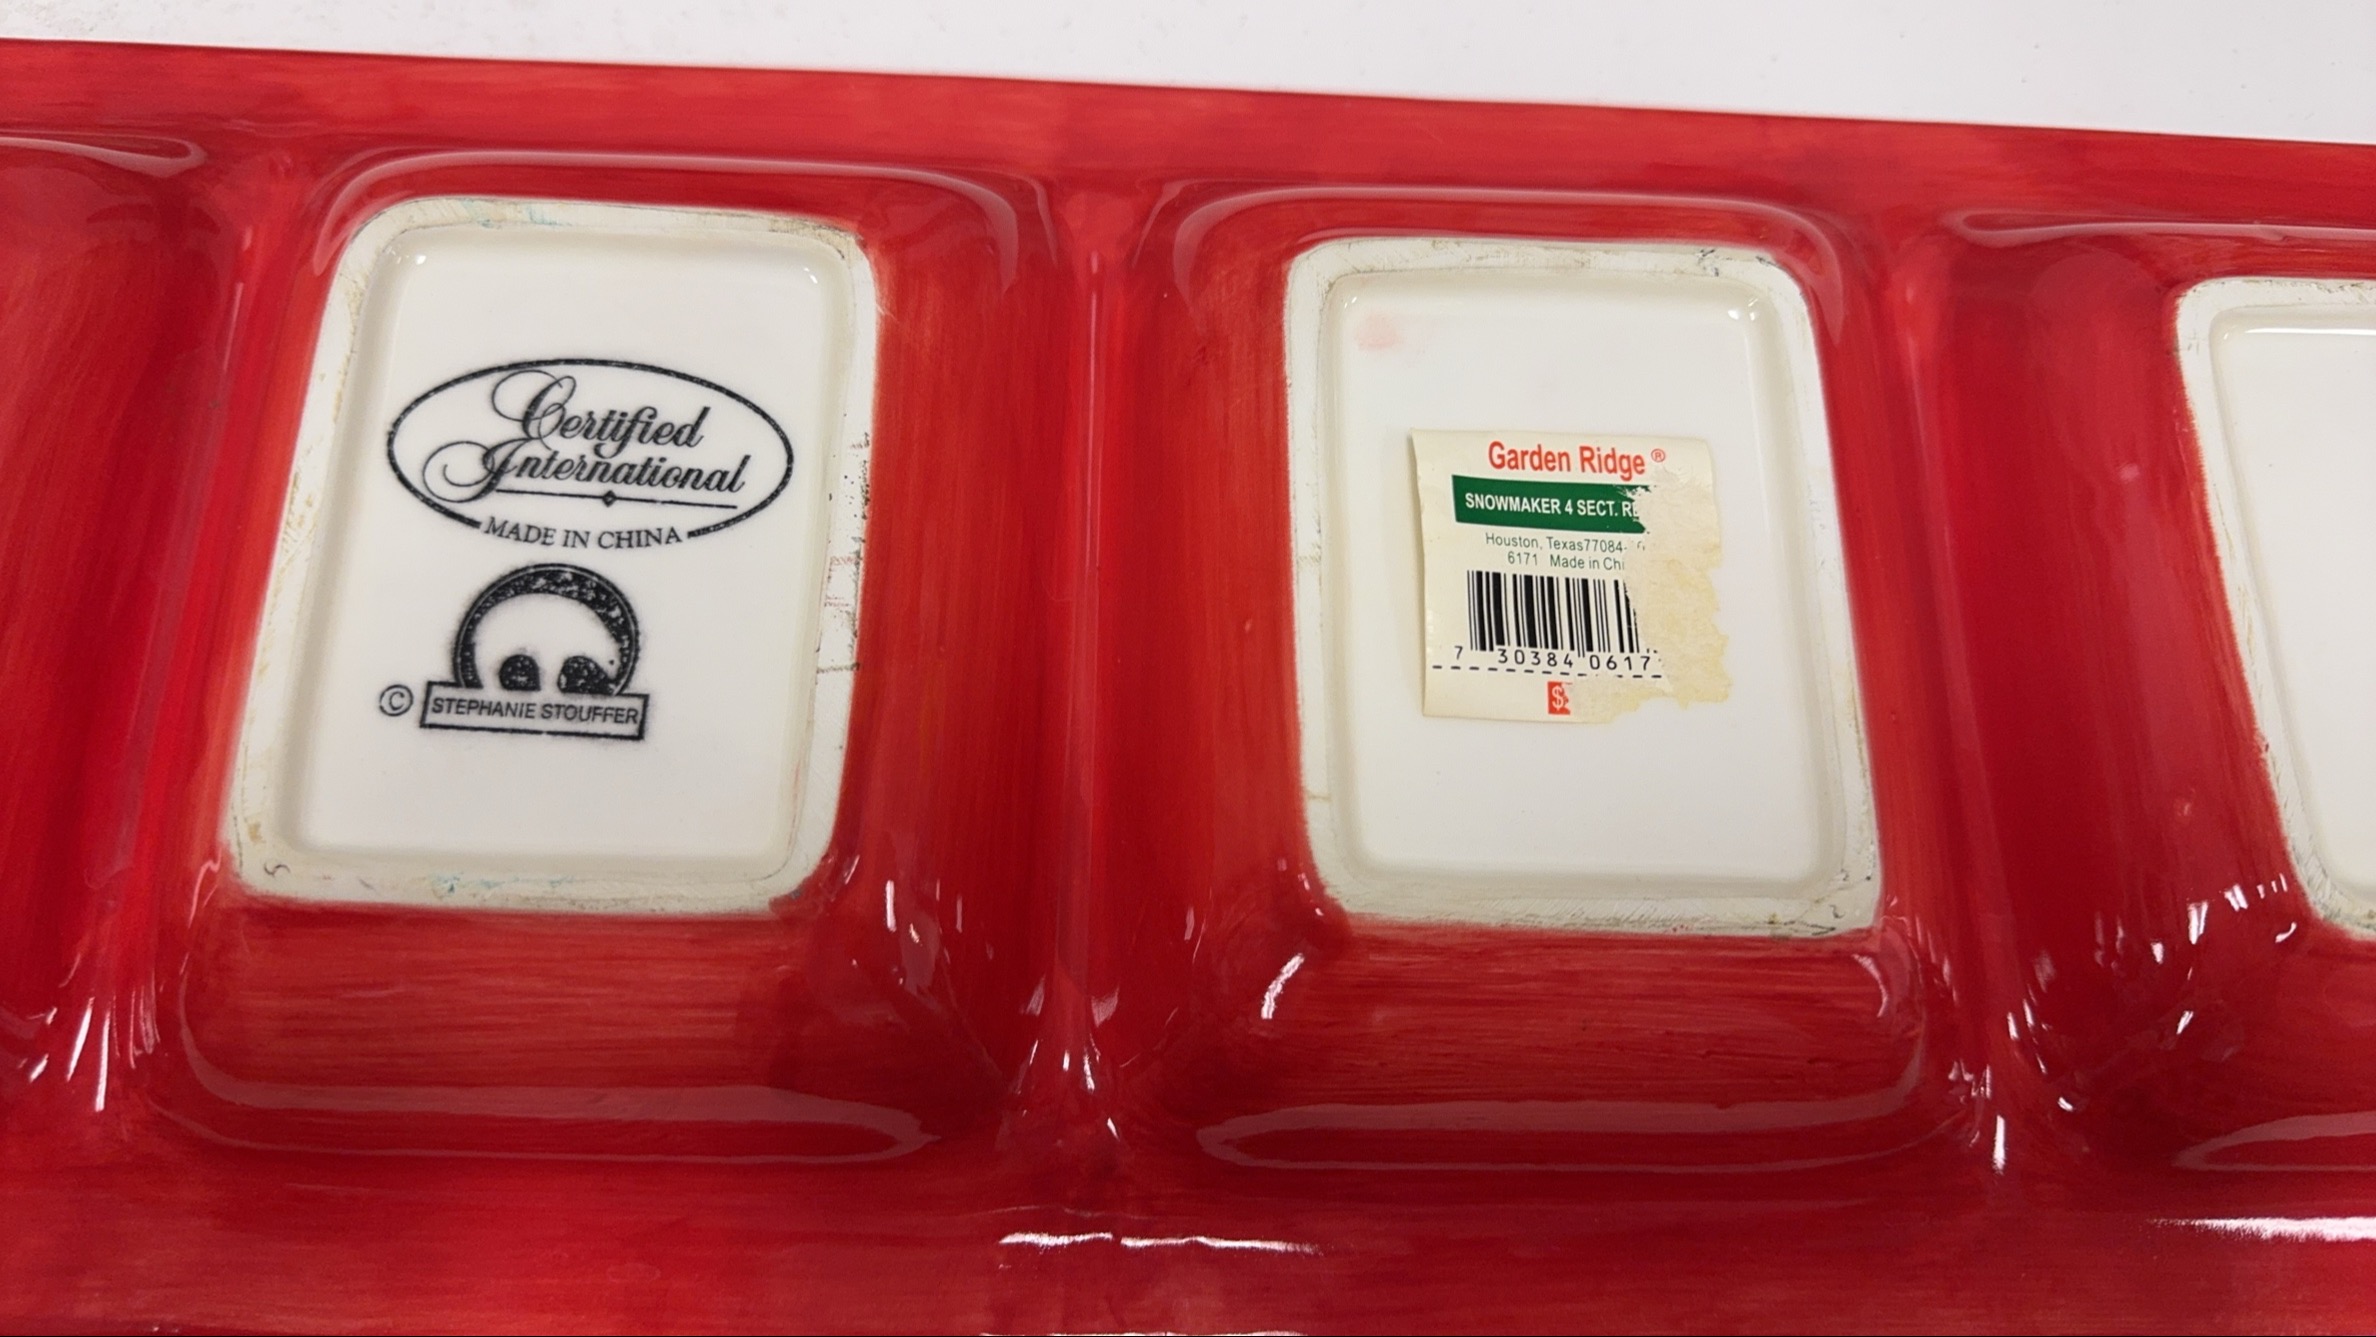 Certified
International
MADE IN CHINA
© STEPHANIE STOUFFER
Garden Ridge®
SNOWMAKER 4 SECT.
Houston, Texas77084-
6171 Made in
7 30384 0617
$